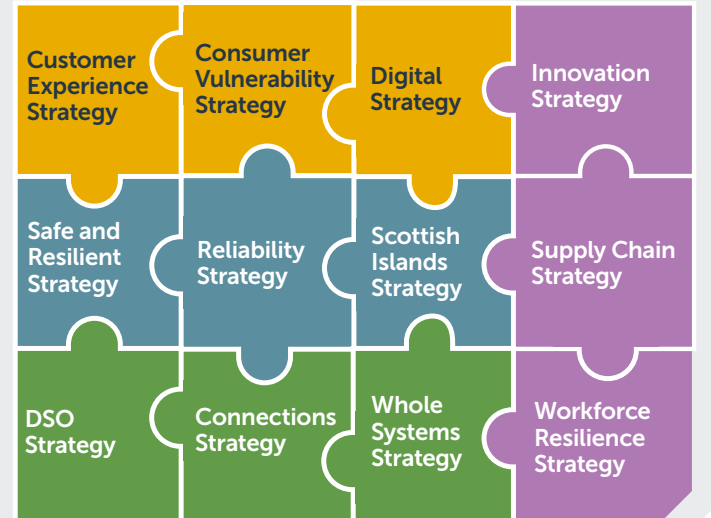 Customer
Experience
Strategy
Consumer
Vulnerability
Strategy
Digital
Strategy
Innovation
Strategy
Safe and
Resilient
Strategy
Reliability
Strategy
Scottish
Islands
Strategy
Supply Chain
Strategy
DSO
Strategy
Connections
Strategy
Whole
Systems
Strategy
Workforce
Resilience
Strategy